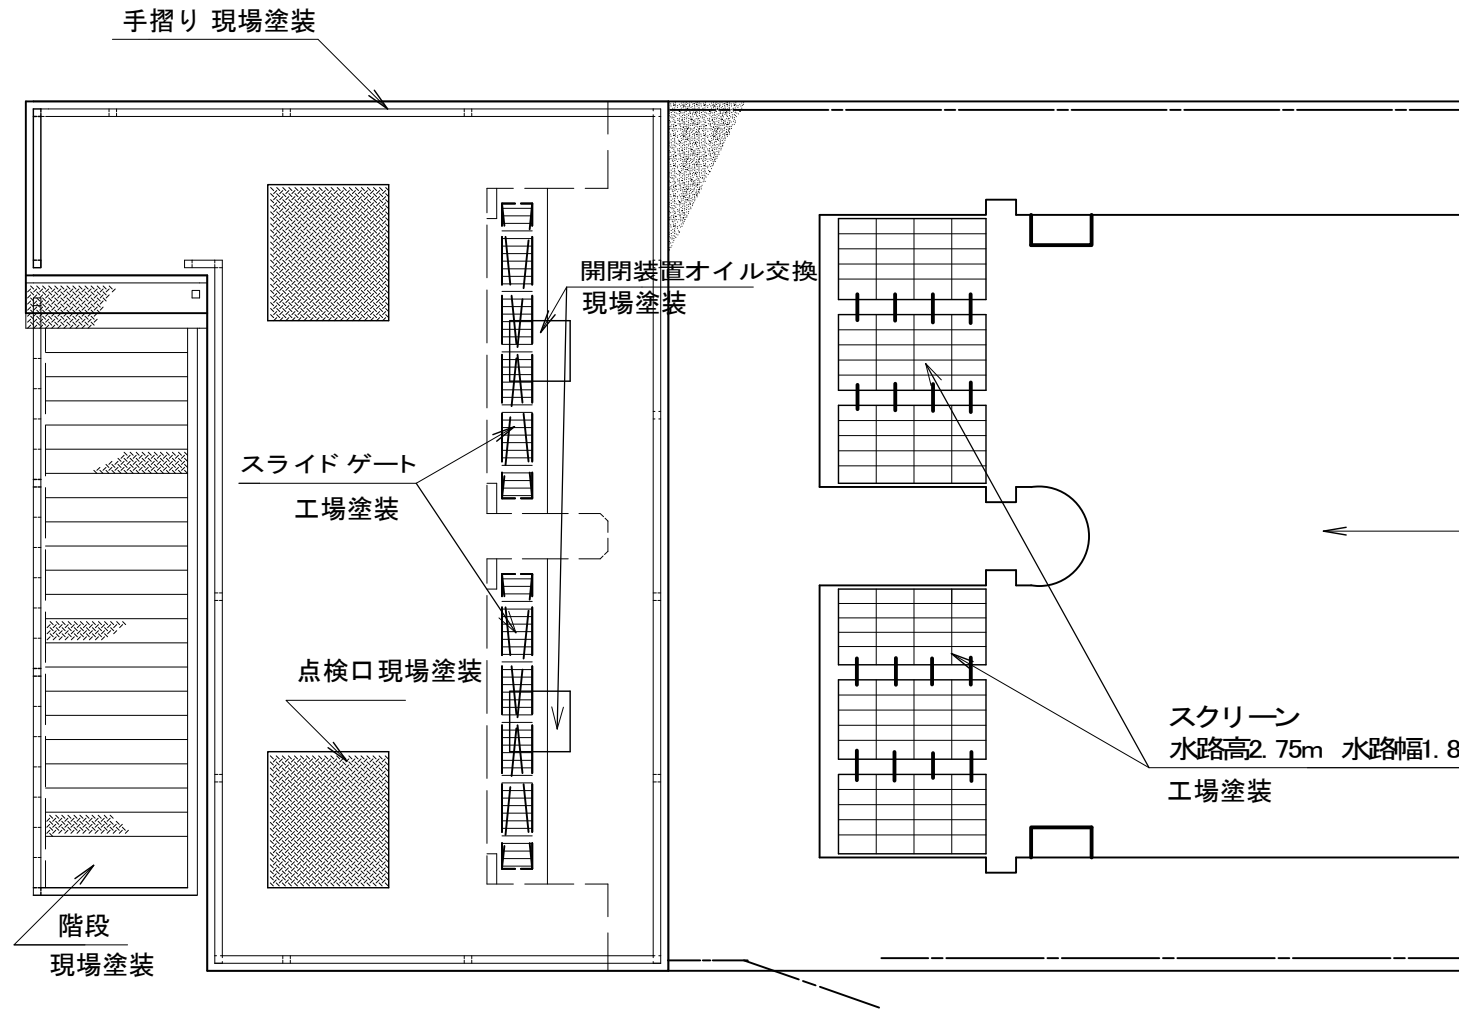 手摺り 現場塗装
開閉装置オイル交換
現場塗装
スライドゲート
工場塗装
点検口現場塗装
スクリーン
水路高2.75m 水路幅1.8
工場塗装
階段
現場塗装